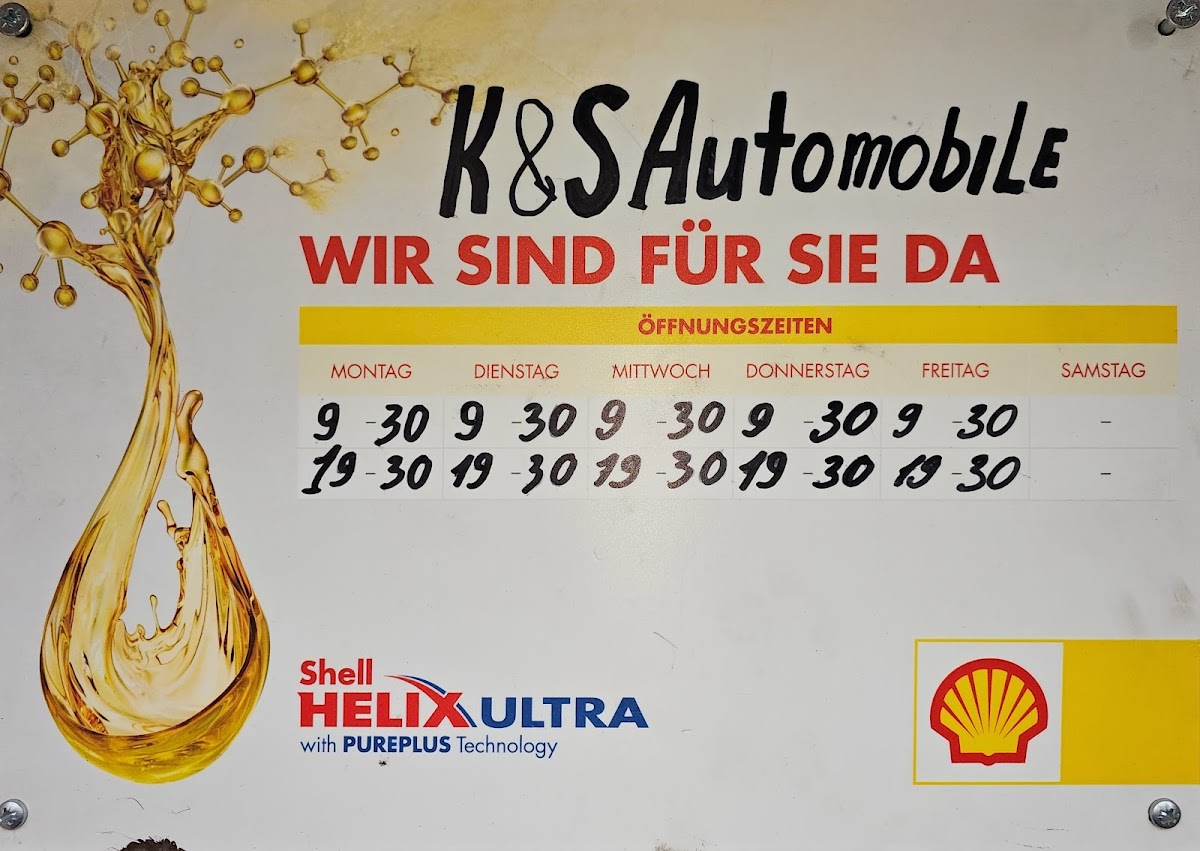 K & S Automobile
WIR SIND FÜR SIE DA
ÖFFNUNGSZEITEN
MONTAG DIENSTAG MITTWOCH DONNERSTAG FREITAG SAMSTAG
9 -30 9 -30 9 -30 9 -30 9 -30 -
19-30 19-30 19-30 19-30 19-30 -
Shell
HELIX ULTRA
with PUREPLUS Technology